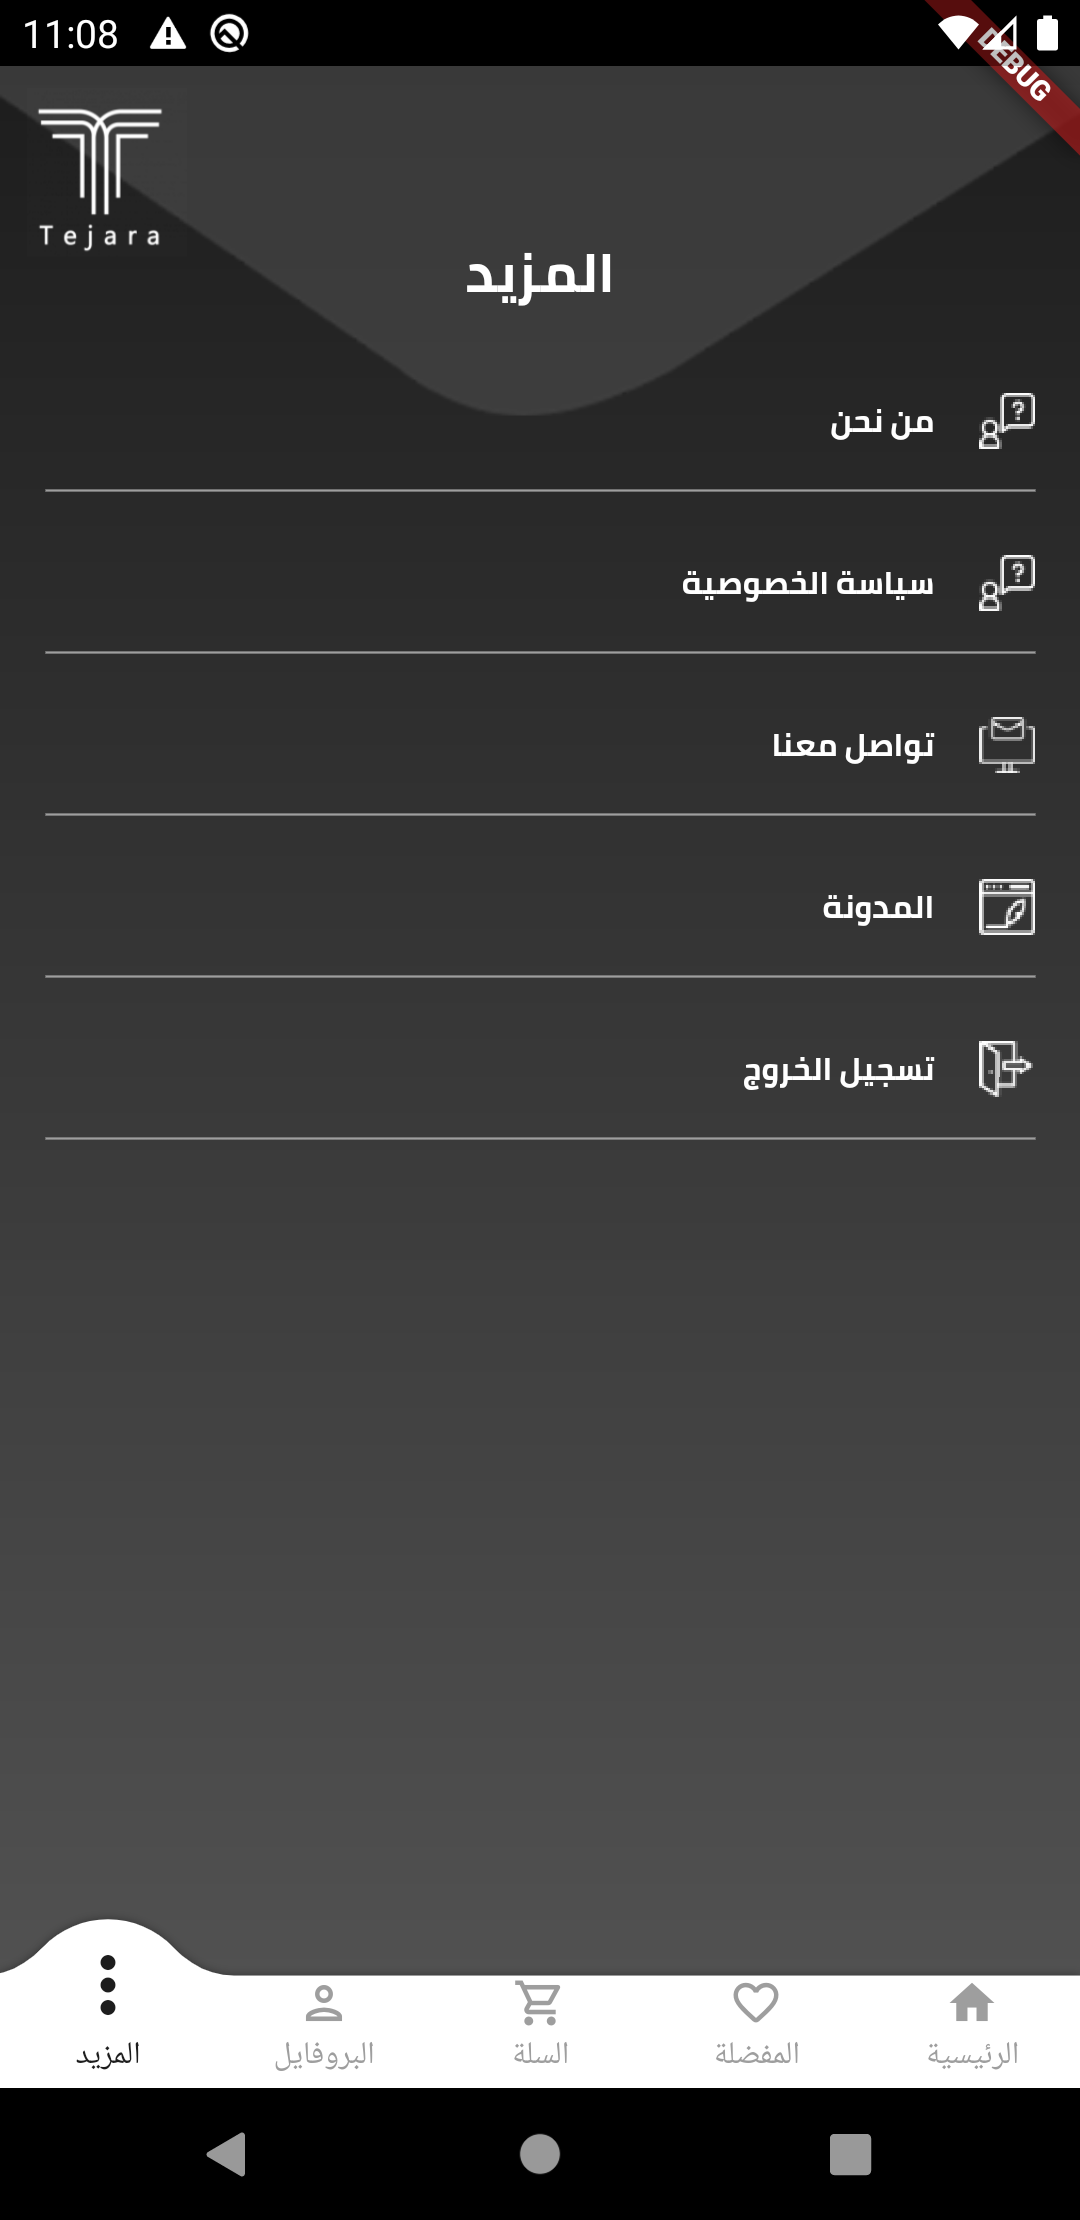 11:08
DEBUG
Tejara
المزيد
من نحن
سياسة الخصوصية
تواصل معنا
المدونة
تسجيل الخروج
الرئيسية
المفضلة
السلة
البروفايل
المزيد